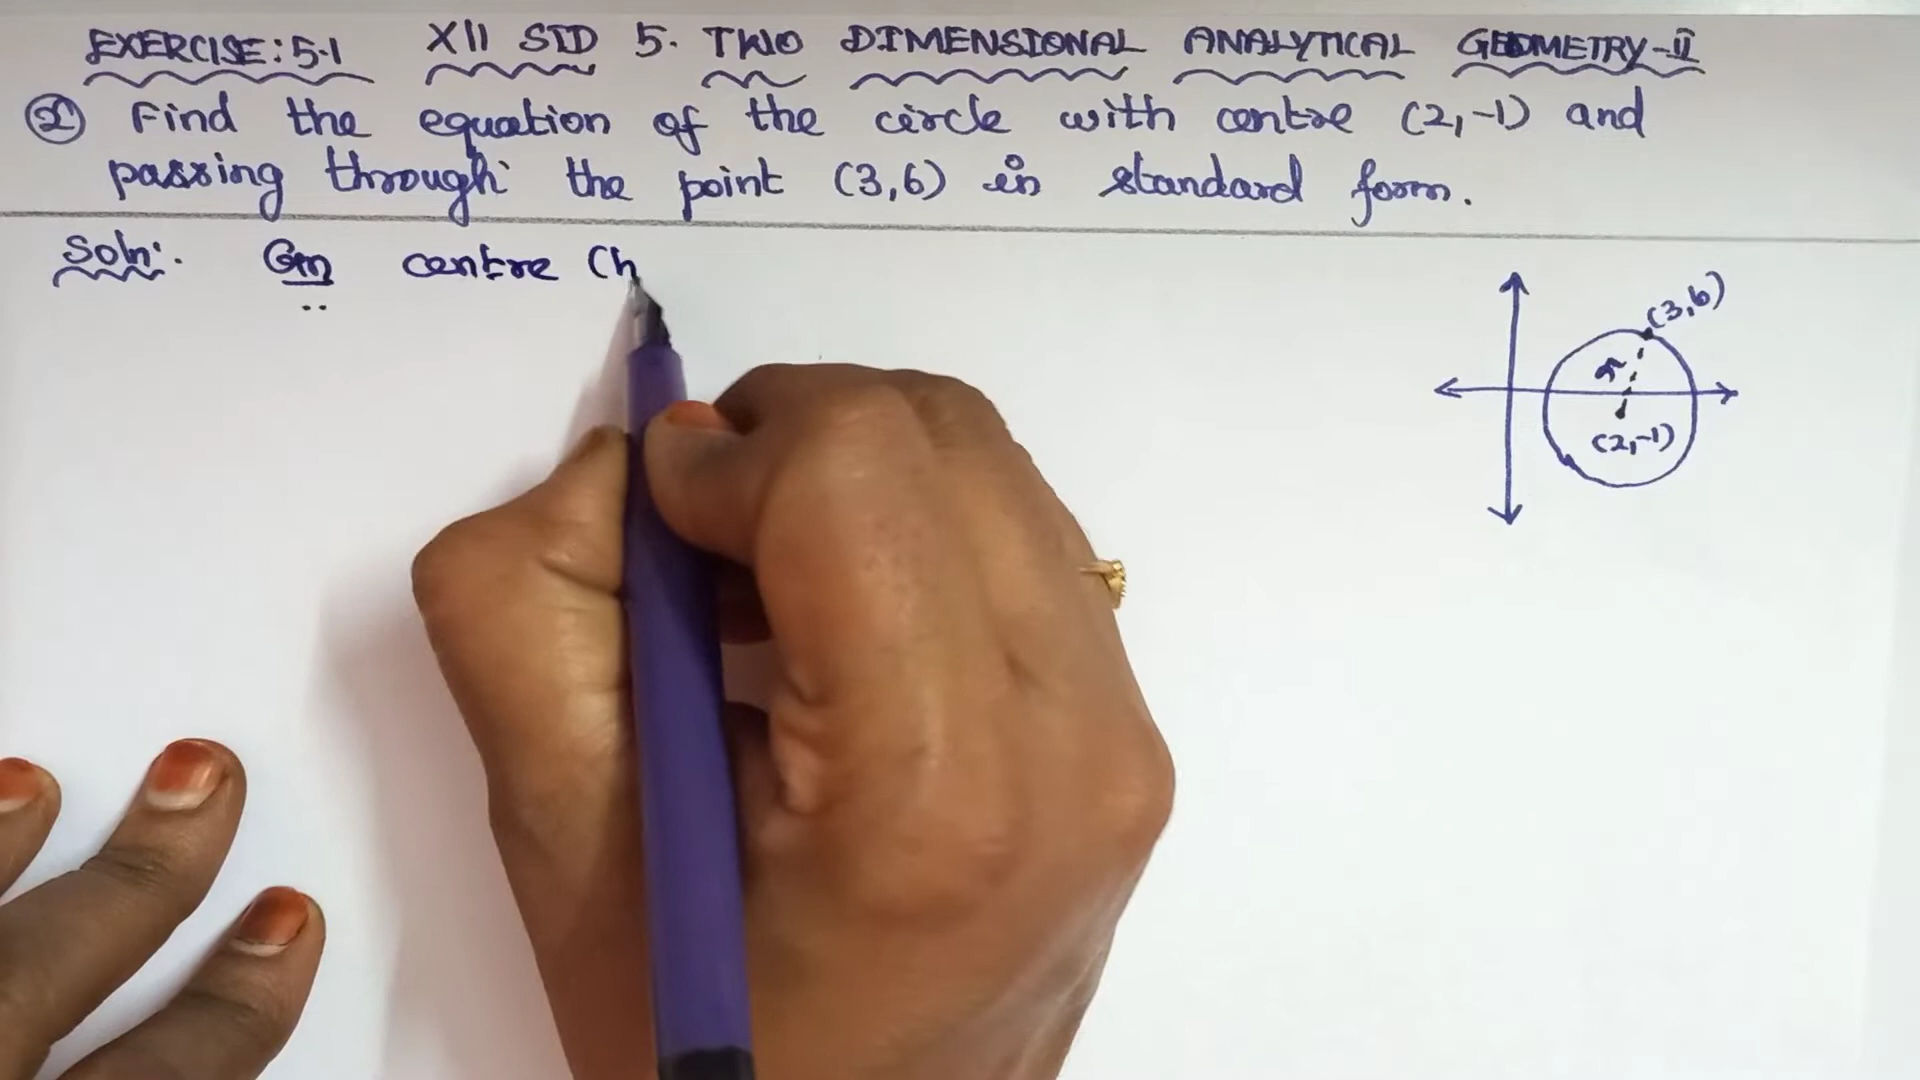 EXERCISE: 5.1 XII STD 5. TWO DIMENSIONAL ANALYTICAL GEOMETRY-II
② Find the equation of the circle with centre (2,-1) and
passing through the point (3,6) in standard form.
Soln: Gn centre (h
(3,6)
r
(2,-1)